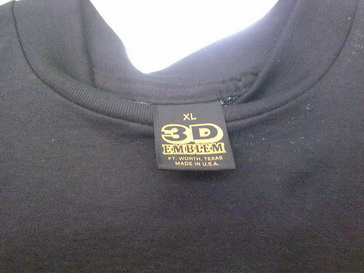 XL
3D
EMBLEM
FT. WORTH, TEXAS
MADE IN U.S.A.